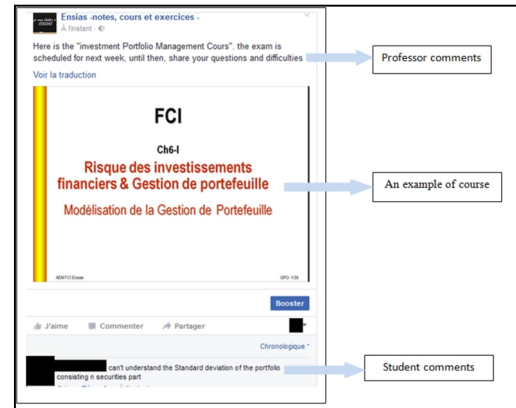 Ensias -notes, cours et exercices -
À l'instant ·
Here is the "investment Portfolio Management Cours". the exam is
scheduled for next week, until then, share your questions and difficulties
Professor comments
Voir la traduction
FCI
Ch6-I
Risque des investissements
financiers & Gestion de portefeuille
An example of course
Modélisation de la Gestion de Portefeuille
Booster
J'aime Commenter Partager
Chronologique
can't understand the Standard deviation of the portfolio
consisting n securities part
Student comments